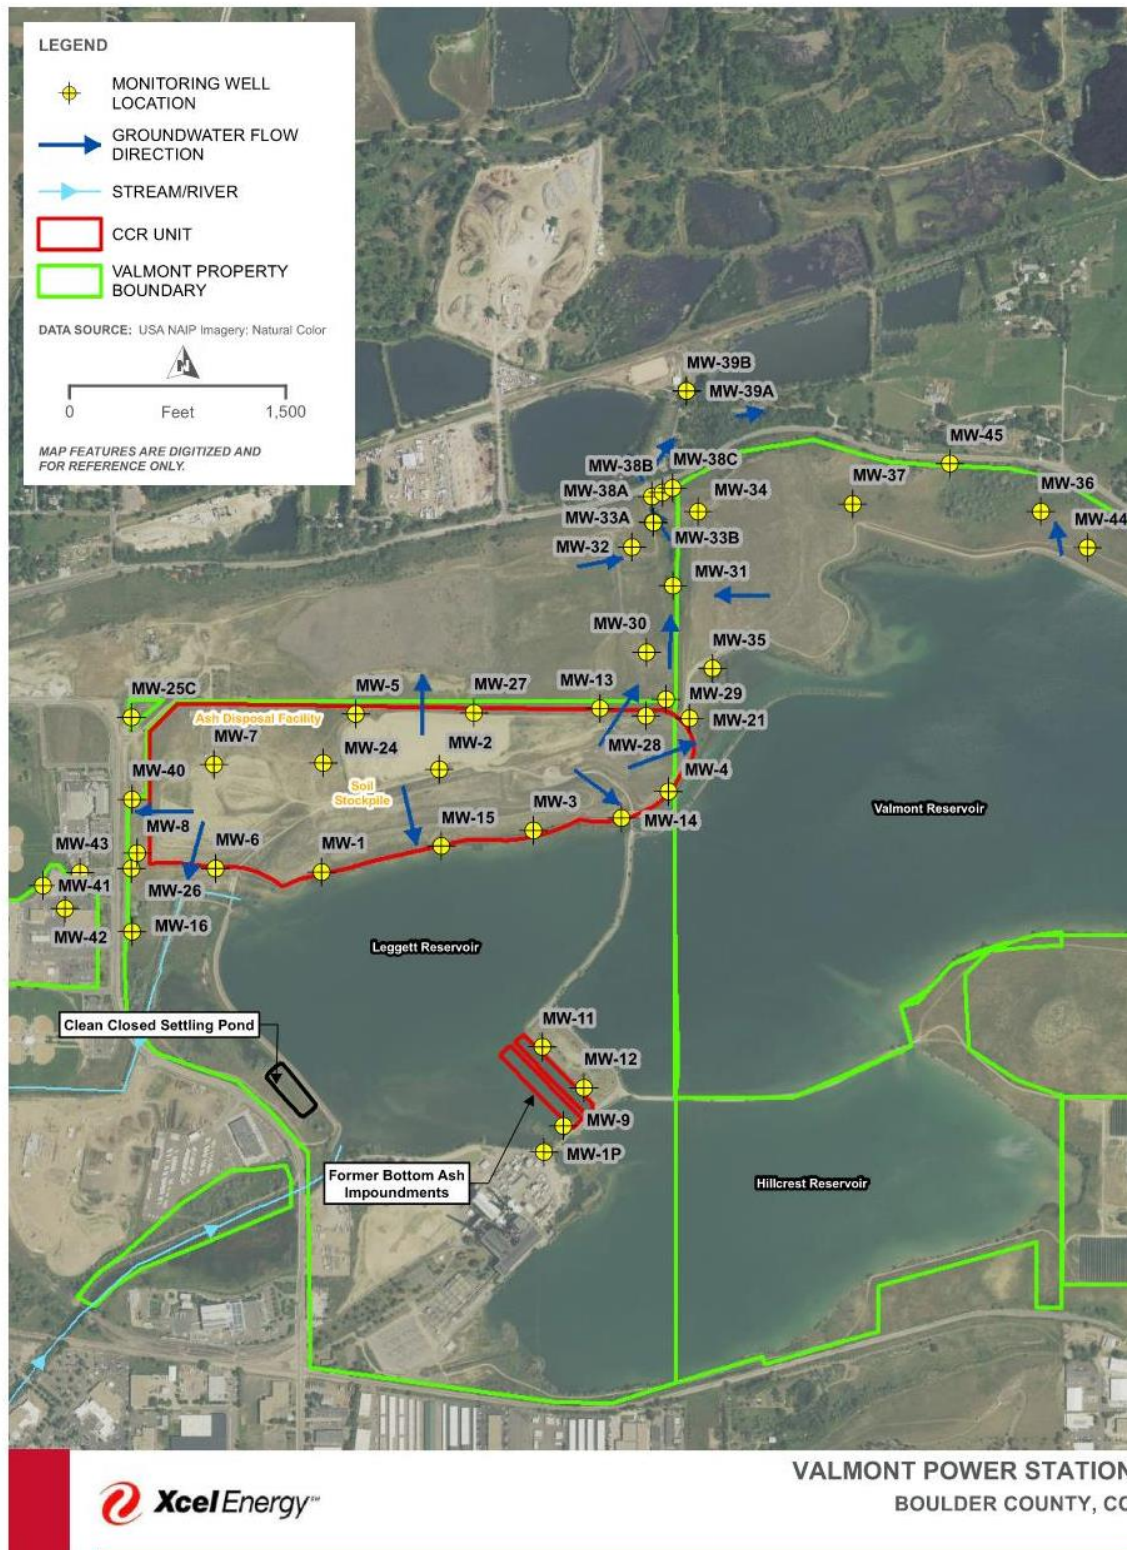 LEGEND
MONITORING WELL
LOCATION
GROUNDWATER FLOW
DIRECTION
STREAM/RIVER
CCR UNIT
VALMONT PROPERTY
BOUNDARY
DATA SOURCE: USA NAIP Imagery: Natural Color
N
0 Feet 1,500
MAP FEATURES ARE DIGITIZED AND
FOR REFERENCE ONLY.
MW-39B
MW-39A
MW-45
MW-38B
MW-38C
MW-38A
MW-34
MW-37
MW-36
MW-33A
MW-44
MW-32
MW-33B
MW-31
MW-30
MW-35
MW-25C
MW-5
MW-27
MW-13
MW-29
Ash Disposal Facility
MW-21
MW-7
MW-24
MW-2
MW-28
MW-40
MW-4
Soil
Stockpile
Valmont Reservoir
MW-8
MW-15
MW-3
MW-14
MW-43
MW-6
MW-1
MW-41
MW-26
MW-42
MW-16
Leggett Reservoir
Clean Closed Settling Pond
MW-11
MW-12
MW-9
MW-1P
Former Bottom Ash
Impoundments
Hillcrest Reservoir
Xcel Energy℠
VALMONT POWER STATION
BOULDER COUNTY, CO